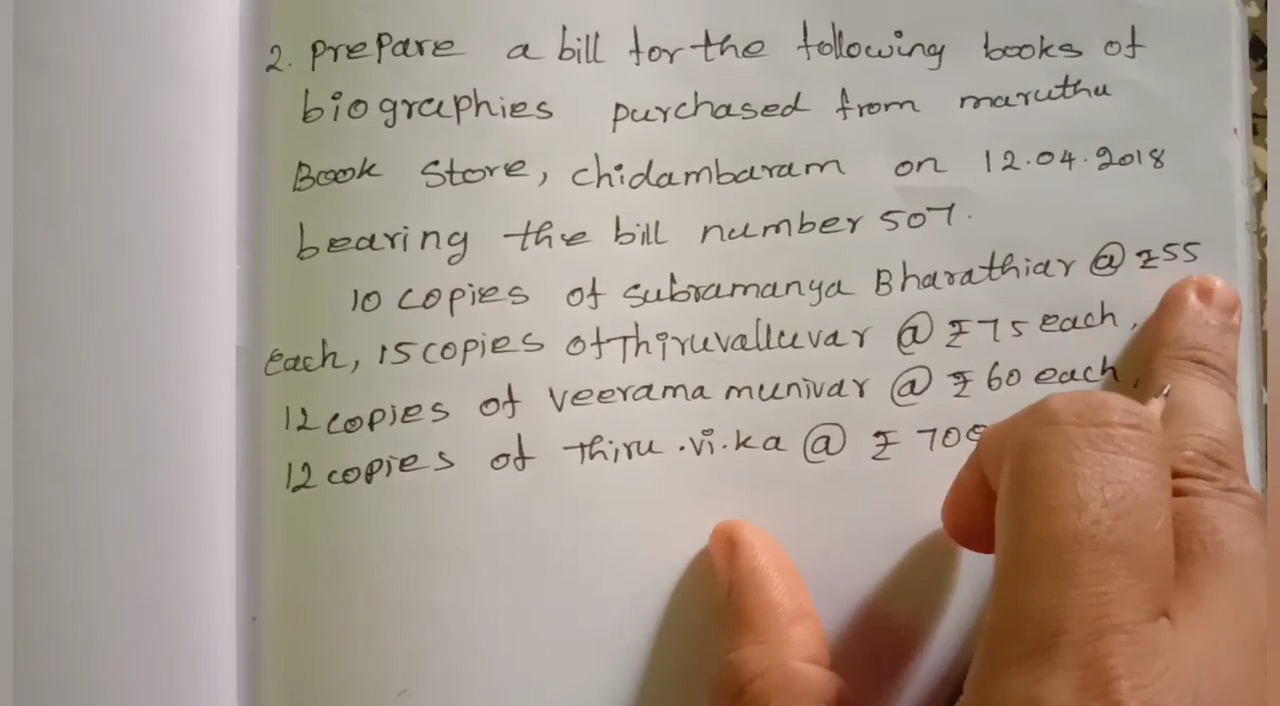 2. Prepare a bill for the following books of
biographies purchased from marutha
Book Store, chidambaram on 12.04.2018
bearing the bill number 507.
10 copies of subramanya Bharathiar @ ₹55
Each, 15 copies of Thiruvalluvar @ ₹75 each,
12 copies of veerama munivar @ ₹60 each,
12 copies of Thiru.vi.ka @ ₹